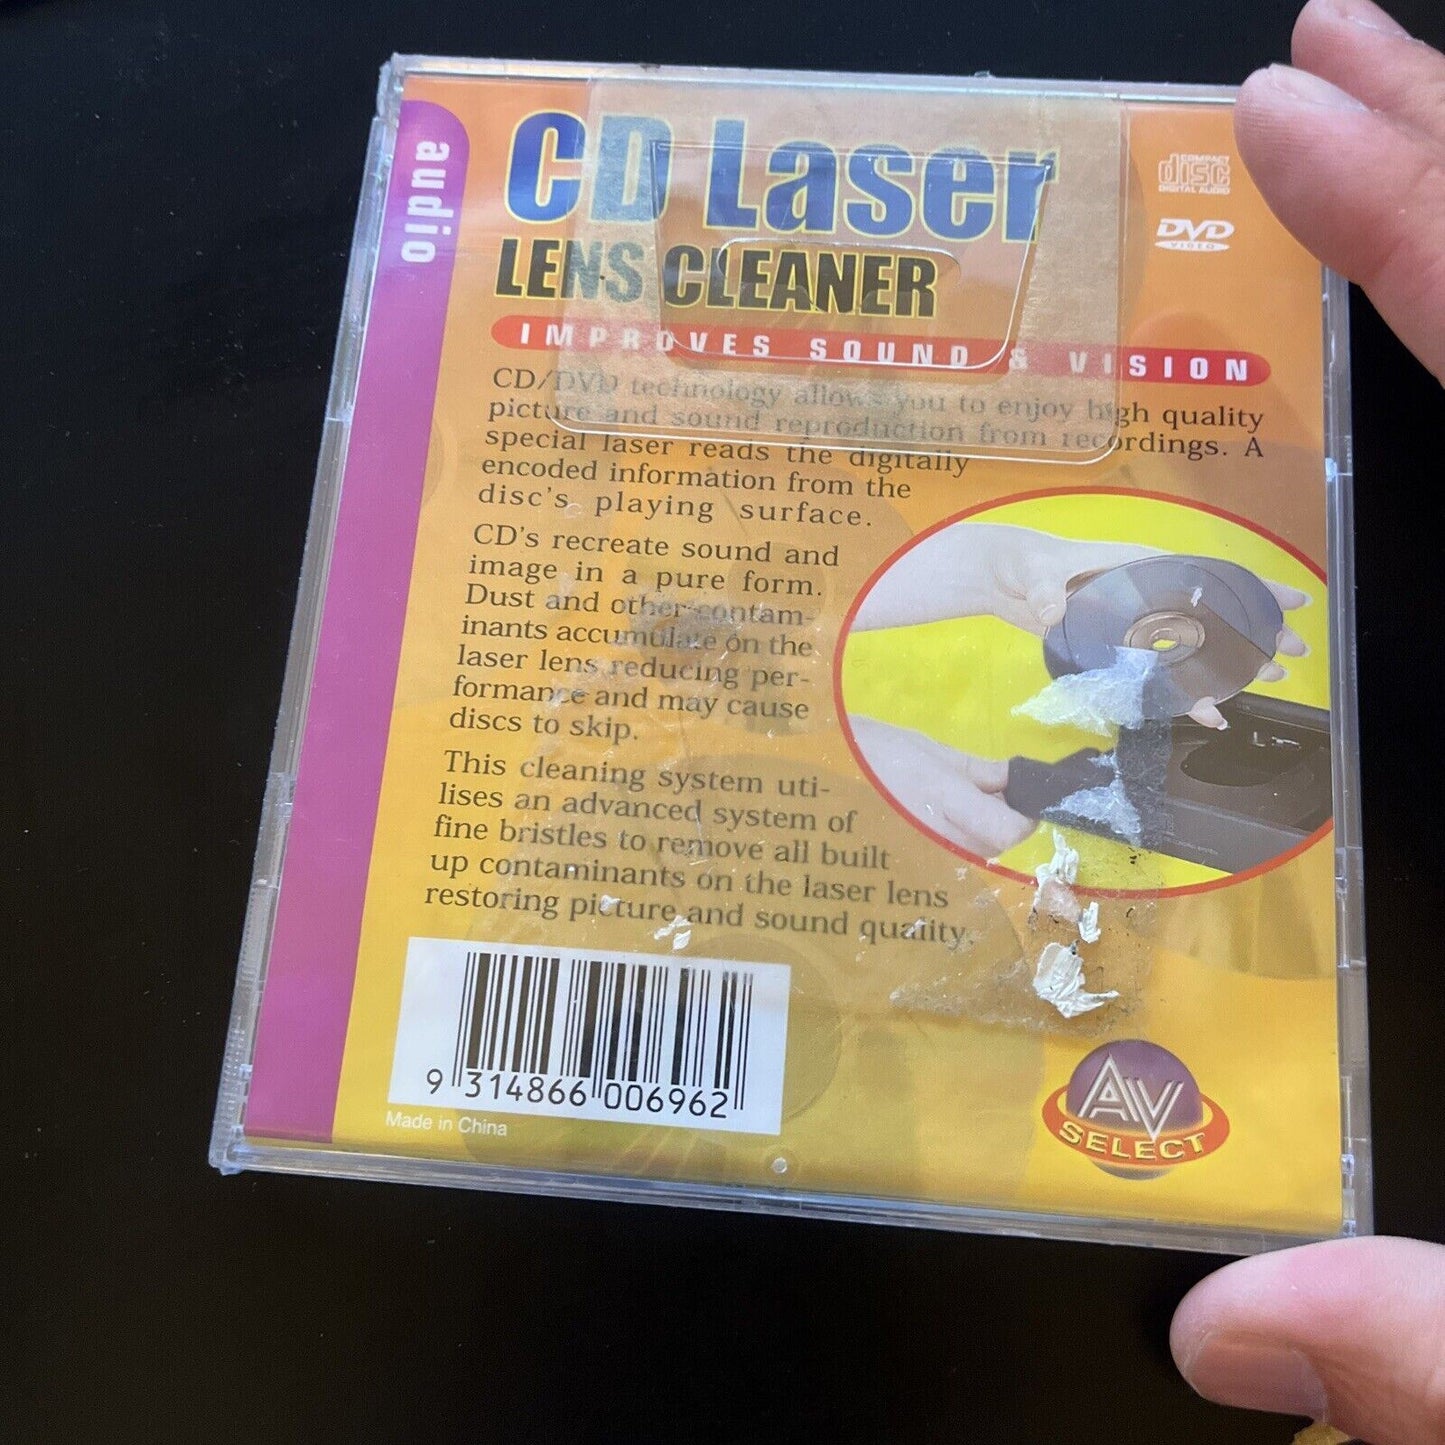 audio
CD Laser
LENS CLEANER
IMPROVES SOUND & VISION
COMPACT
disc
DIGITAL AUDIO
DVD
VIDEO
CD/DVD technology allows you to enjoy high quality
picture and sound reproduction from recordings. A
special laser reads the digitally
encoded information from the
disc's playing surface.
CD's recreate sound and
image in a pure form.
Dust and other contam-
inants accumulate on the
laser lens reducing per-
formance and may cause
discs to skip.
This cleaning system uti-
lises an advanced system of
fine bristles to remove all built
up contaminants on the laser lens
restoring picture and sound quality.
9 314866 006962
Made in China
AV
SELECT